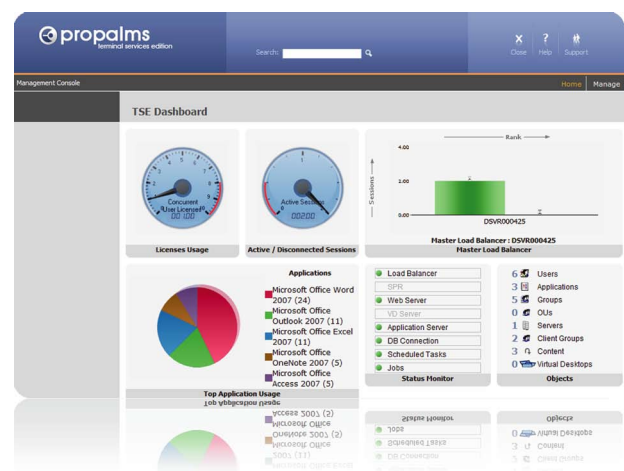 propalms
terminal services edition
Search:
Close Help Support
Management Console
Home Manage
TSE Dashboard
Concurrent
User Licenses
Licenses Usage
Active Sessions
Active / Disconnected Sessions
Rank
Sessions
4.00
0.00
DSVR000425
Master Load Balancer : DSVR000425
Master Load Balancer
Applications
Microsoft Office Word
2007 (24)
Microsoft Office
Outlook 2007 (11)
Microsoft Office Excel
2007 (11)
Microsoft Office
OneNote 2007 (5)
Microsoft Office
Access 2007 (5)
Top Application Usage
Load Balancer
SPR
Web Server
VD Server
Application Server
DB Connection
Scheduled Tasks
Jobs
Status Monitor
6 Users
3 Applications
5 Groups
0 OUs
1 Servers
2 Client Groups
3 Content
0 Virtual Desktops
Objects